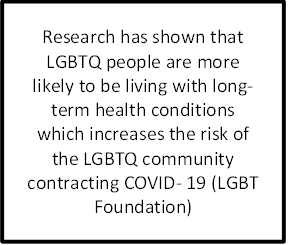 Research has shown that
LGBTQ people are more
likely to be living with long-
term health conditions
which increases the risk of
the LGBTQ community
contracting COVID- 19 (LGBT
Foundation)